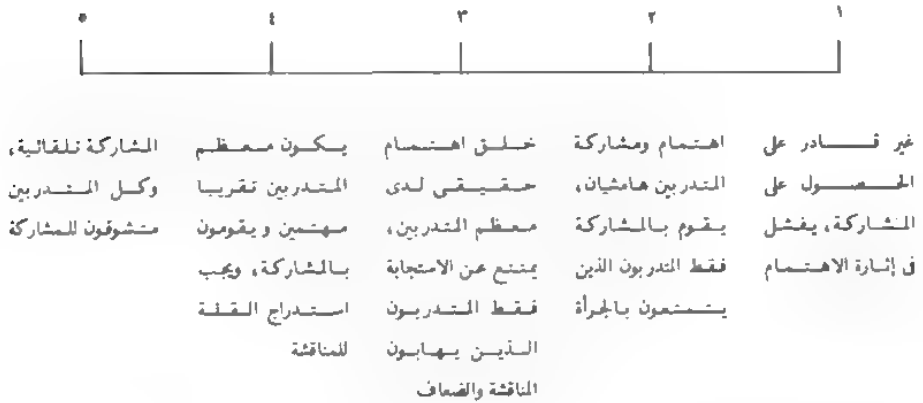 ١ ٢ ٣ ٤ ٥
غير قادر على
الحصول على
المشاركة، يفشل
فى إثارة الاهتمام
اهتمام ومشاركة
المتدربين هامشيان،
يقوم بالمشاركة
فقط المتدربون الذين
يتمتعون بالجرأة
خلق اهتمام
حقيقى لدى
معظم المتدربين،
يمتنع عن الاستجابة
فقط المتدربون
الذين يهابون
المناقشة والضعاف
يكون معظم
المتدربين تقريبا
مهتمين ويقومون
بالمشاركة، ويجب
استدراج القلة
للمناقشة
المشاركة تلقائية،
وكل المتدربين
متشوقون للمشاركة